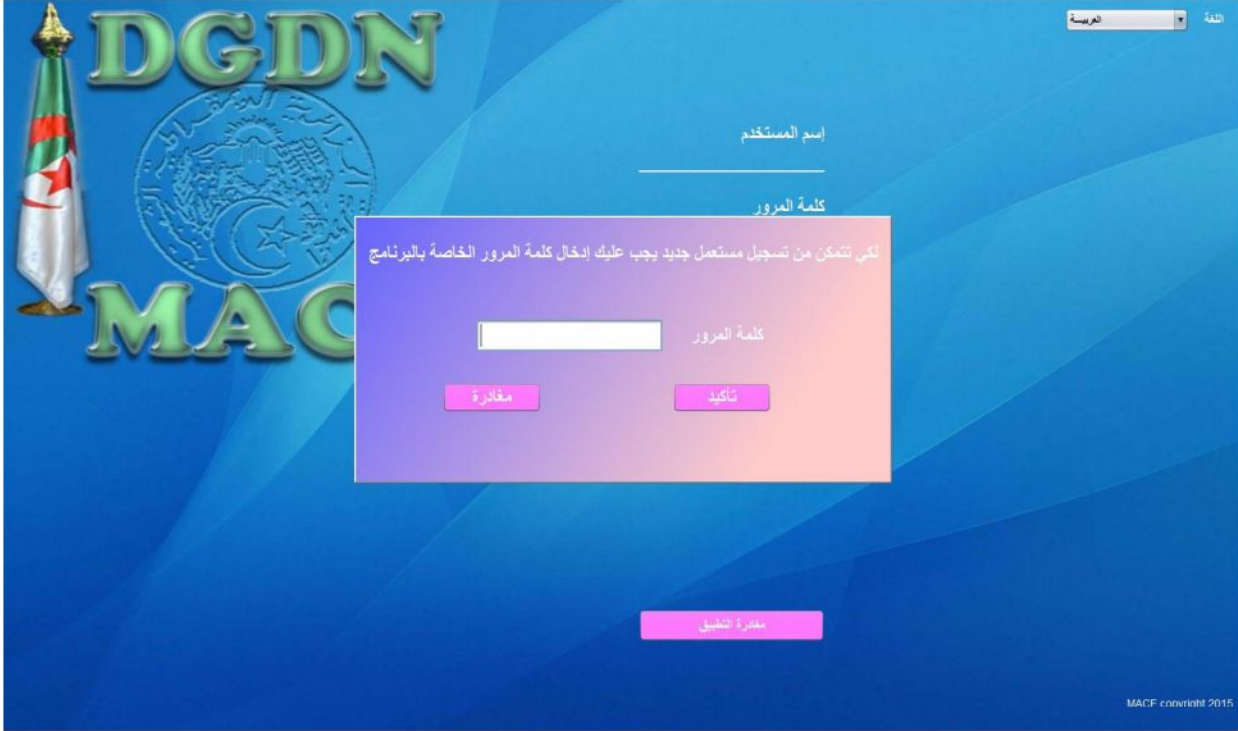 DGDN
اللغة
العربيـــة
إسم المستخدم
كلمة المرور
لكي تتمكن من تسجيل مستعمل جديد يجب عليك إدخال كلمة المرور الخاصة بالبرنامج
MAC
كلمة المرور
تأكيد
مغادرة
مغادرة التطبيق
MACE copyright 2015